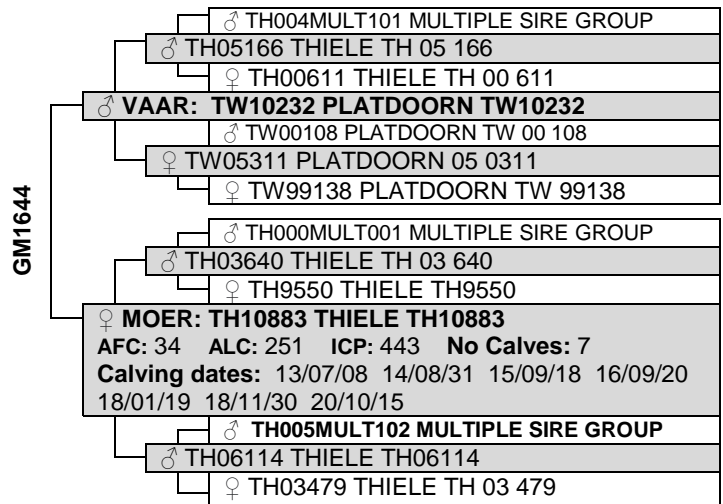 ♂ TH004MULT101 MULTIPLE SIRE GROUP
♂ TH05166 THIELE TH 05 166
♀ TH00611 THIELE TH 00 611
♂ VAAR: TW10232 PLATDOORN TW10232
♂ TW00108 PLATDOORN TW 00 108
♀ TW05311 PLATDOORN 05 0311
♀ TW99138 PLATDOORN TW 99138
GM1644
♂ TH000MULT001 MULTIPLE SIRE GROUP
♂ TH03640 THIELE TH 03 640
♀ TH9550 THIELE TH9550
♀ MOER: TH10883 THIELE TH10883
AFC: 34 ALC: 251 ICP: 443 No Calves: 7
Calving dates: 13/07/08 14/08/31 15/09/18 16/09/20
18/01/19 18/11/30 20/10/15
♂ TH005MULT102 MULTIPLE SIRE GROUP
♂ TH06114 THIELE TH06114
♀ TH03479 THIELE TH 03 479